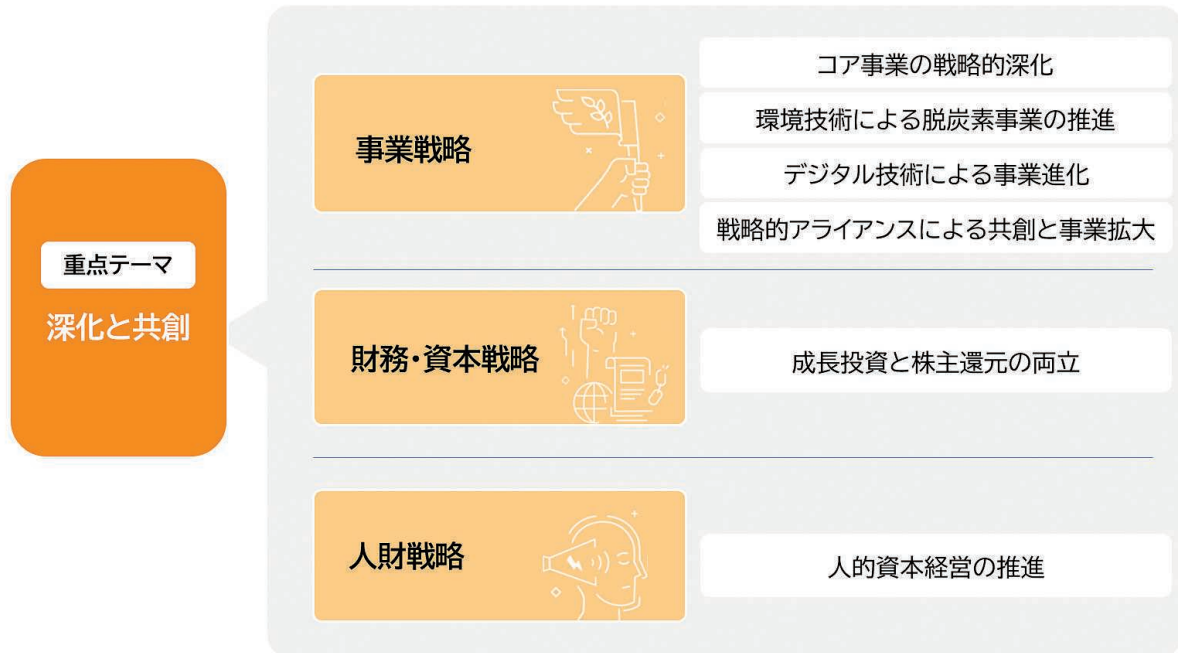 重点テーマ
深化と共創
事業戦略
コア事業の戦略的深化
環境技術による脱炭素事業の推進
デジタル技術による事業進化
戦略的アライアンスによる共創と事業拡大
財務・資本戦略
成長投資と株主還元の両立
人財戦略
人的資本経営の推進